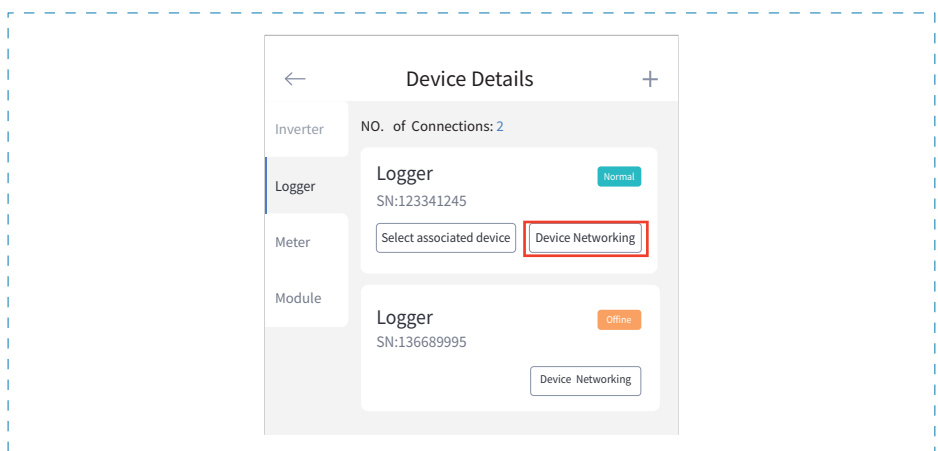 Device Details
Inverter
NO. of Connections: 2
Logger
Logger
Normal
SN:123341245
Select associated device
Device Networking
Meter
Module
Logger
Offine
SN:136689995
Device Networking